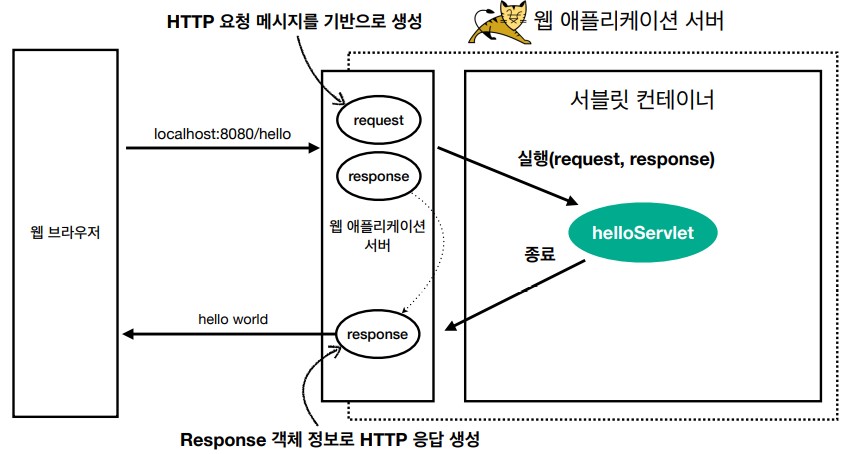 HTTP 요청 메시지를 기반으로 생성
웹 애플리케이션 서버
서블릿 컨테이너
request
localhost:8080/hello
실행(request, response)
response
웹 브라우저
웹 애플리케이션
서버
helloServlet
종료
hello world
response
Response 객체 정보로 HTTP 응답 생성